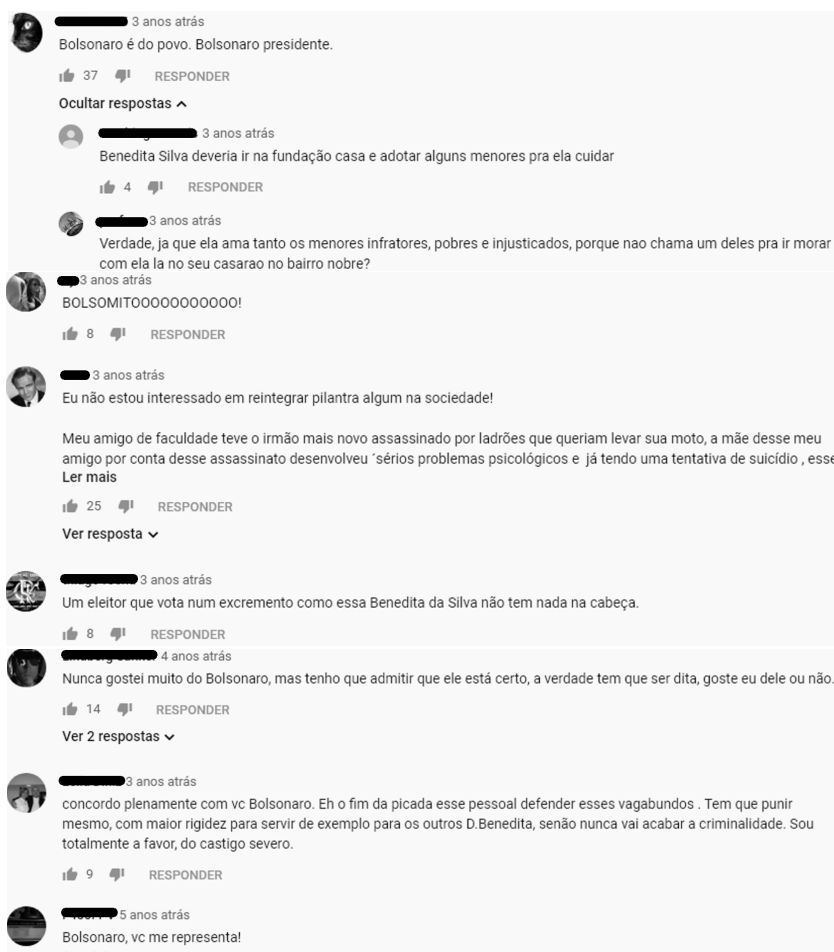 3 anos atrás
Bolsonaro é do povo. Bolsonaro presidente.
37 RESPONDER
Ocultar respostas
3 anos atrás
Benedita Silva deveria ir na fundação casa e adotar alguns menores pra ela cuidar
4 RESPONDER
3 anos atrás
Verdade, ja que ela ama tanto os menores infratores, pobres e injusticados, porque nao chama um deles pra ir morar
com ela la no seu casarao no bairro nobre?
3 anos atrás
BOLSOMITOOOOOOOOOOO!
8 RESPONDER
3 anos atrás
Eu não estou interessado em reintegrar pilantra algum na sociedade!
Meu amigo de faculdade teve o irmão mais novo assassinado por ladrões que queriam levar sua moto, a mãe desse meu
amigo por conta desse assassinato desenvolveu ´sérios problemas psicológicos e já tendo uma tentativa de suicídio , esse
Ler mais
25 RESPONDER
Ver resposta
3 anos atrás
Um eleitor que vota num excremento como essa Benedita da Silva não tem nada na cabeça.
8 RESPONDER
4 anos atrás
Nunca gostei muito do Bolsonaro, mas tenho que admitir que ele está certo, a verdade tem que ser dita, goste eu dele ou não.
14 RESPONDER
Ver 2 respostas
3 anos atrás
concordo plenamente com vc Bolsonaro. Eh o fim da picada esse pessoal defender esses vagabundos . Tem que punir
mesmo, com maior rigidez para servir de exemplo para os outros D.Benedita, senão nunca vai acabar a criminalidade. Sou
totalmente a favor, do castigo severo.
9 RESPONDER
5 anos atrás
Bolsonaro, vc me representa!